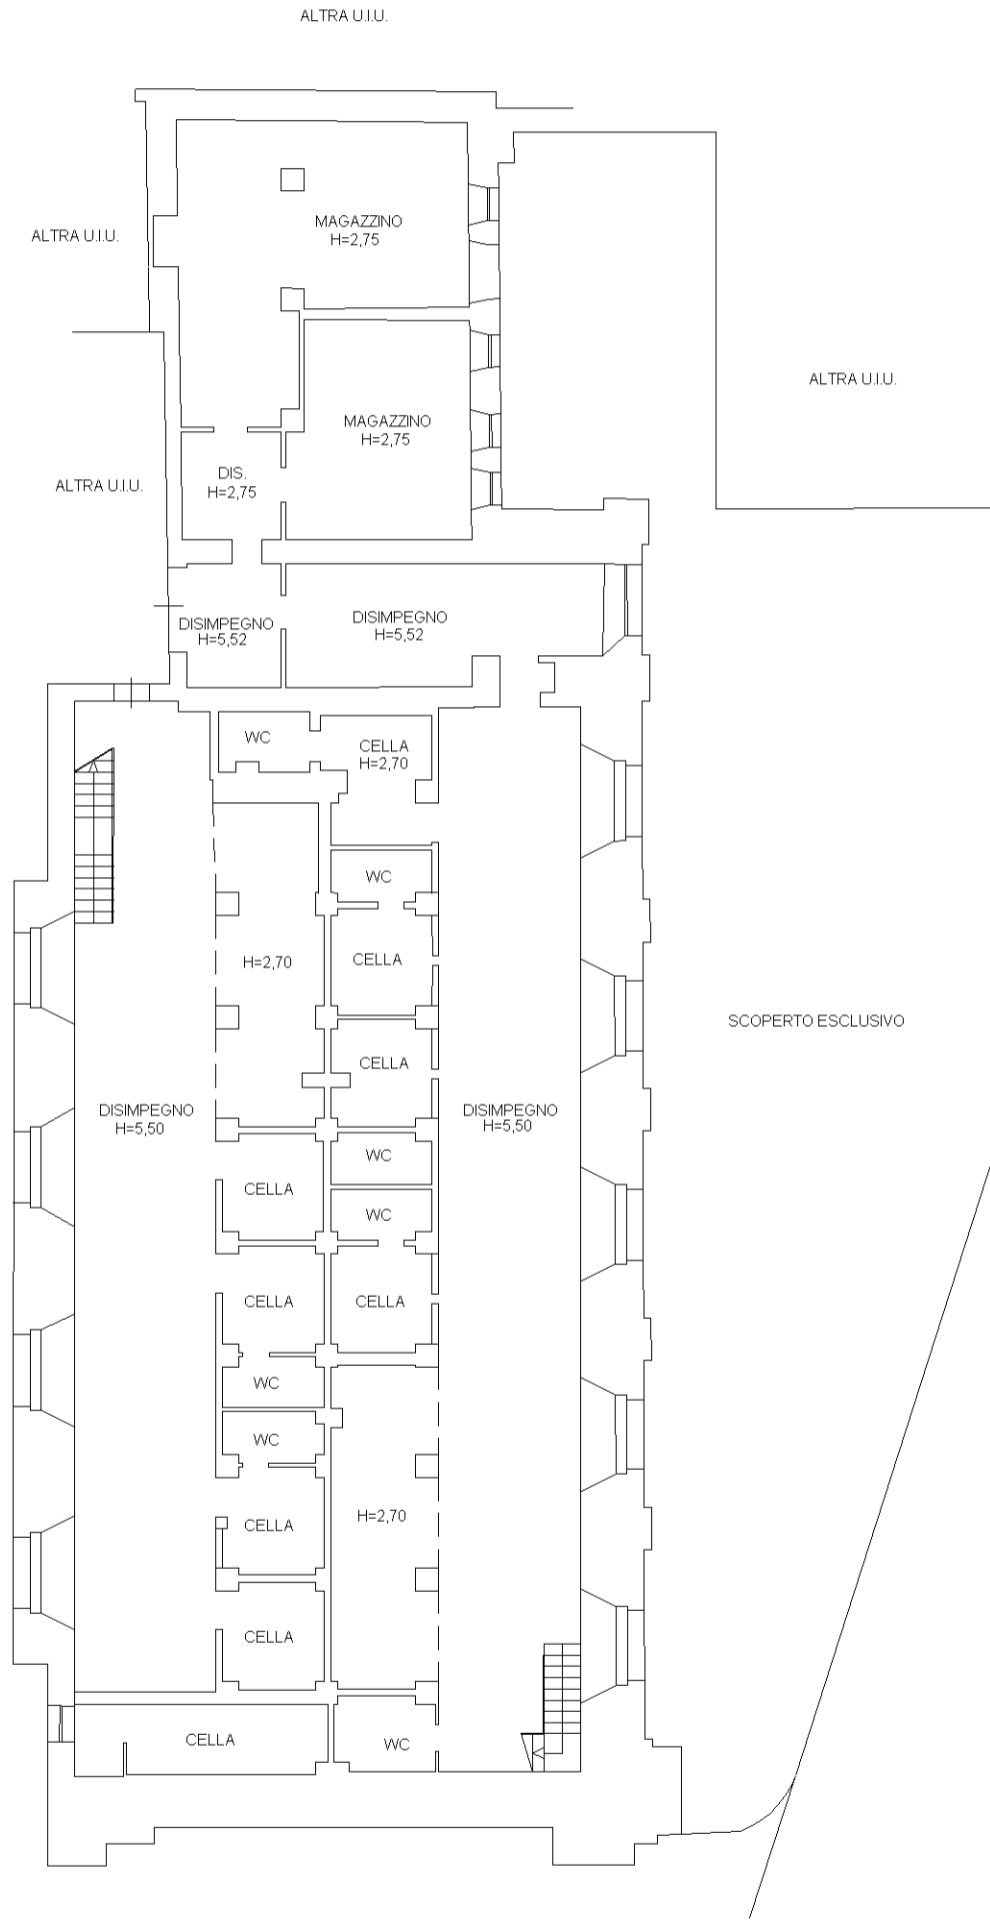 ALTRA U.I.U.
MAGAZZINO
H=2,75
ALTRA U.I.U.
ALTRA U.I.U.
MAGAZZINO
H=2,75
DIS.
H=2,75
ALTRA U.I.U.
DISIMPEGNO
H=5,52
DISIMPEGNO
H=5,52
WC
CELLA
H=2,70
WC
CELLA
H=2,70
SCOPERTO ESCLUSIVO
CELLA
DISIMPEGNO
H=5,50
DISIMPEGNO
H=5,50
WC
CELLA
WC
CELLA
CELLA
WC
WC
H=2,70
CELLA
CELLA
CELLA
WC